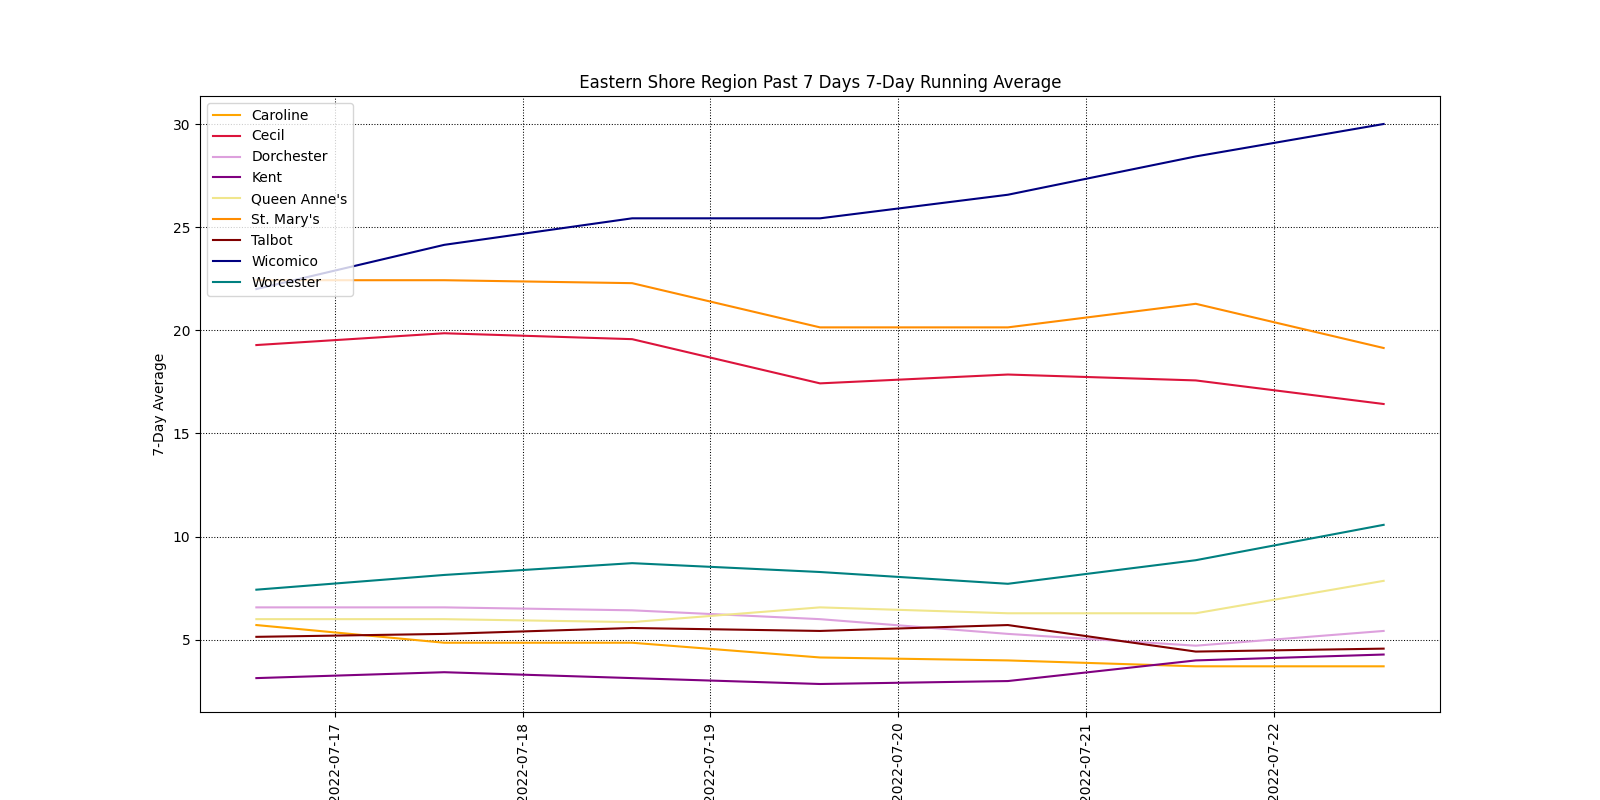 Eastern Shore Region Past 7 Days 7-Day Running Average
Caroline
Cecil
Dorchester
Kent
Queen Anne's
St. Mary's
Talbot
Wicomico
Worcester
7-Day Average
30
25
20
15
10
5
2022-07-17
2022-07-18
2022-07-19
2022-07-20
2022-07-21
2022-07-22